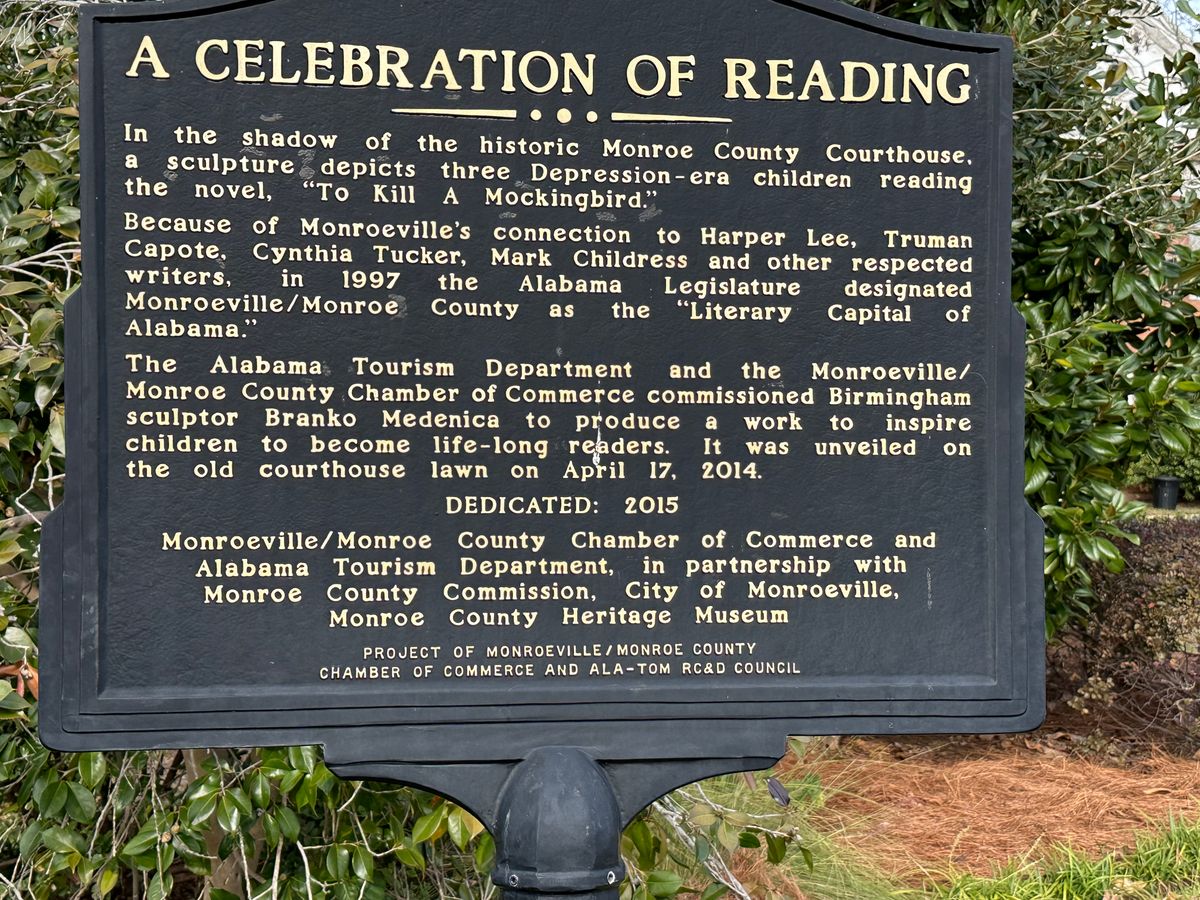 A CELEBRATION OF READING
In the shadow of the historic Monroe County Courthouse,
a sculpture depicts three Depression-era children reading
the novel, "To Kill A Mockingbird."
Because of Monroeville's connection to Harper Lee, Truman
Capote, Cynthia Tucker, Mark Childress and other respected
writers, in 1997 the Alabama Legislature designated
Monroeville/Monroe County as the "Literary Capital of
Alabama."
The Alabama Tourism Department and the Monroeville/
Monroe County Chamber of Commerce commissioned Birmingham
sculptor Branko Medenica to produce a work to inspire
children to become life-long readers. It was unveiled on
the old courthouse lawn on April 17, 2014.
DEDICATED: 2015
Monroeville/Monroe County Chamber of Commerce and
Alabama Tourism Department, in partnership with
Monroe County Commission, City of Monroeville,
Monroe County Heritage Museum
PROJECT OF MONROEVILLE/MONROE COUNTY
CHAMBER OF COMMERCE AND ALA-TOM RC&D COUNCIL